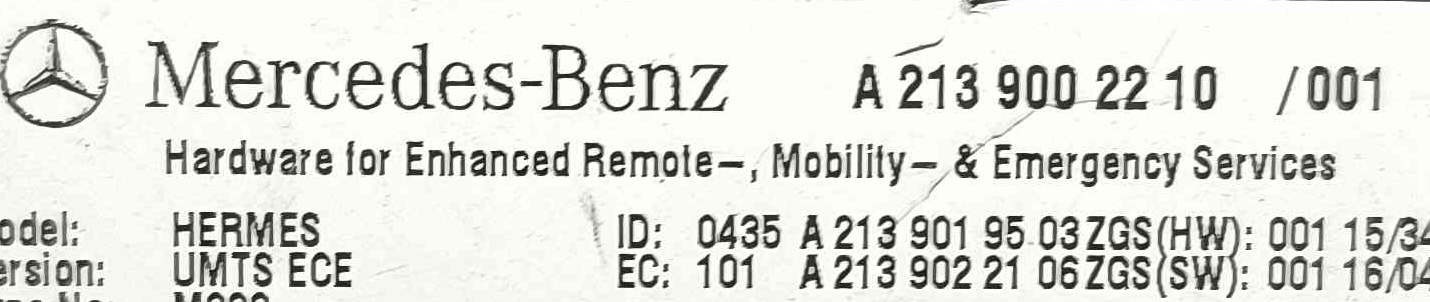 Mercedes-Benz A 213 900 22 10 /001
Hardware for Enhanced Remote-, Mobility- & Emergency Services
odel: HERMES ID: 0435 A 213 901 95 03 ZGS(HW): 001 15/34
ersion: UMTS ECE EC: 101 A 213 902 21 06 ZGS(SW): 001 16/04